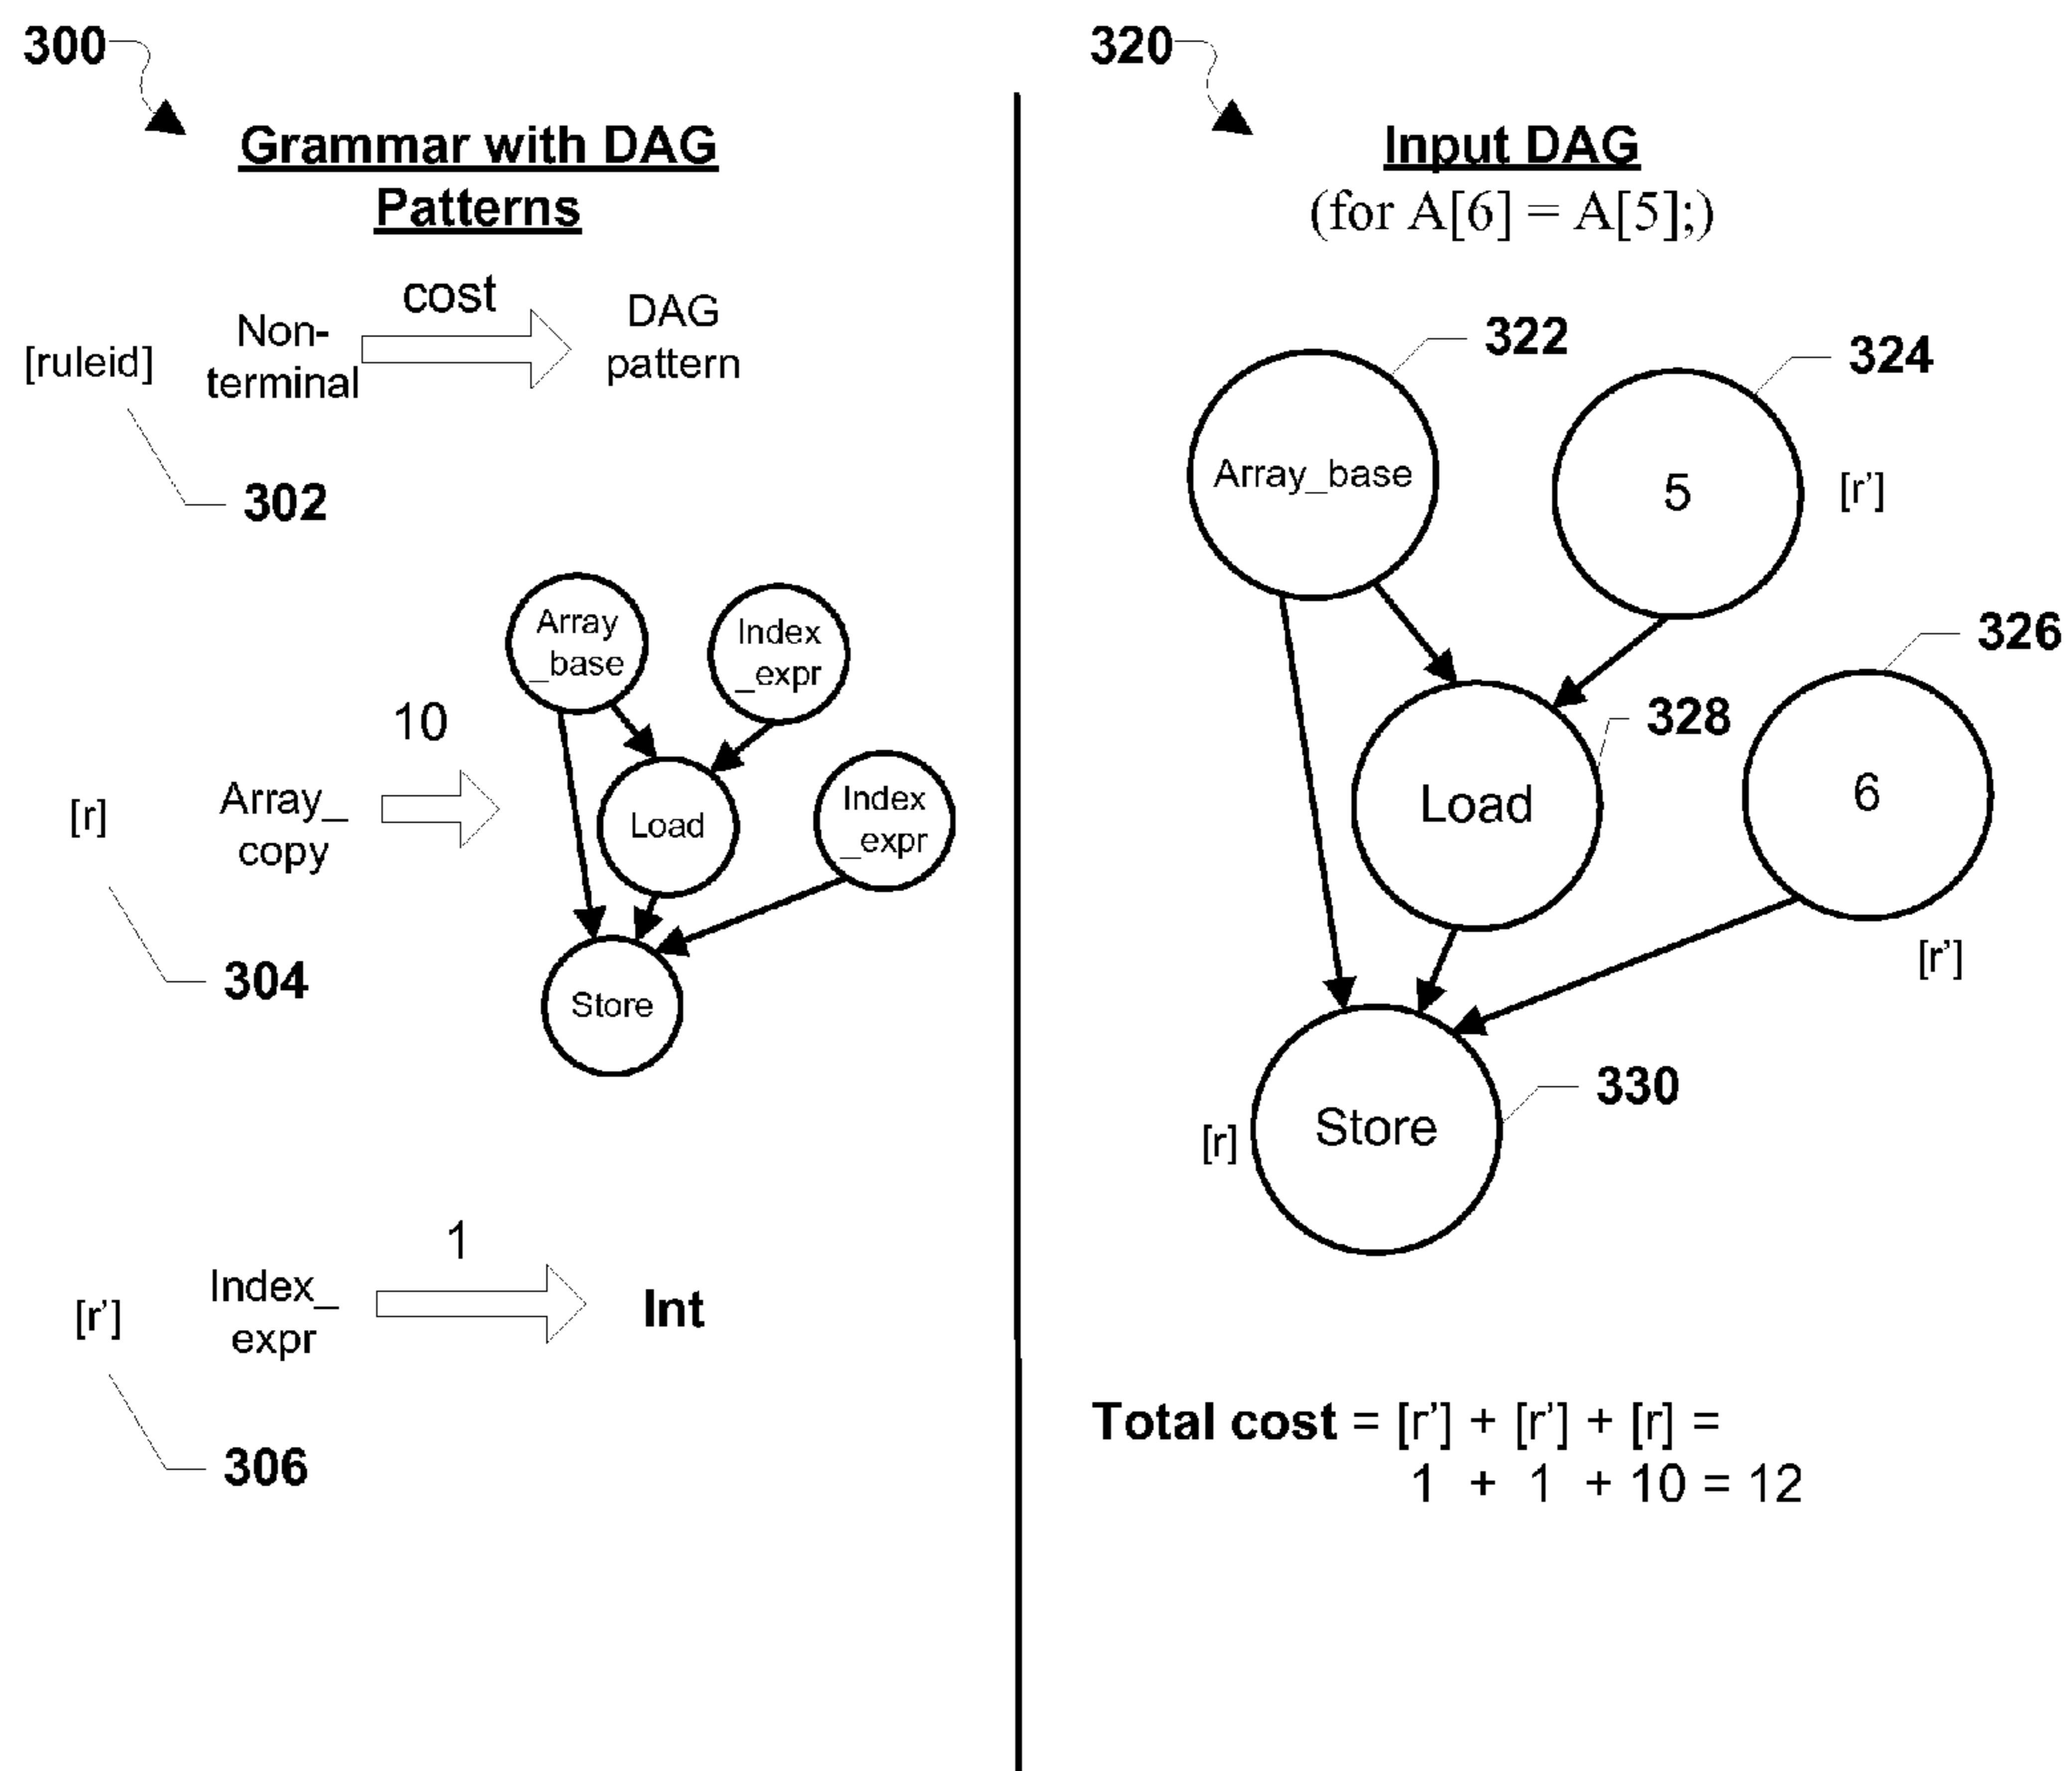 300
Grammar with DAG
Patterns
cost
[ruleid]
Non-
terminal
DAG
pattern
302
Array
_base
Index
_expr
10
[r]
Array_
copy
Load
Index
_expr
304
Store
1
[r’]
Index_
expr
Int
306
320
Input DAG
(for A[6] = A[5];)
322
324
Array_base
5
[r’]
326
328
Load
6
[r’]
330
[r]
Store
Total cost = [r’] + [r’] + [r] =
1 + 1 + 10 = 12